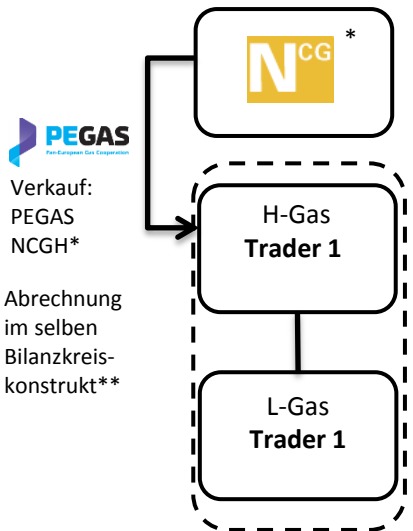 NCG *
PEGAS
Pan-European Gas Cooperation
Verkauf:
PEGAS
NCGH*
Abrechnung
im selben
Bilanzkreis-
konstrukt**
H-Gas
Trader 1
L-Gas
Trader 1